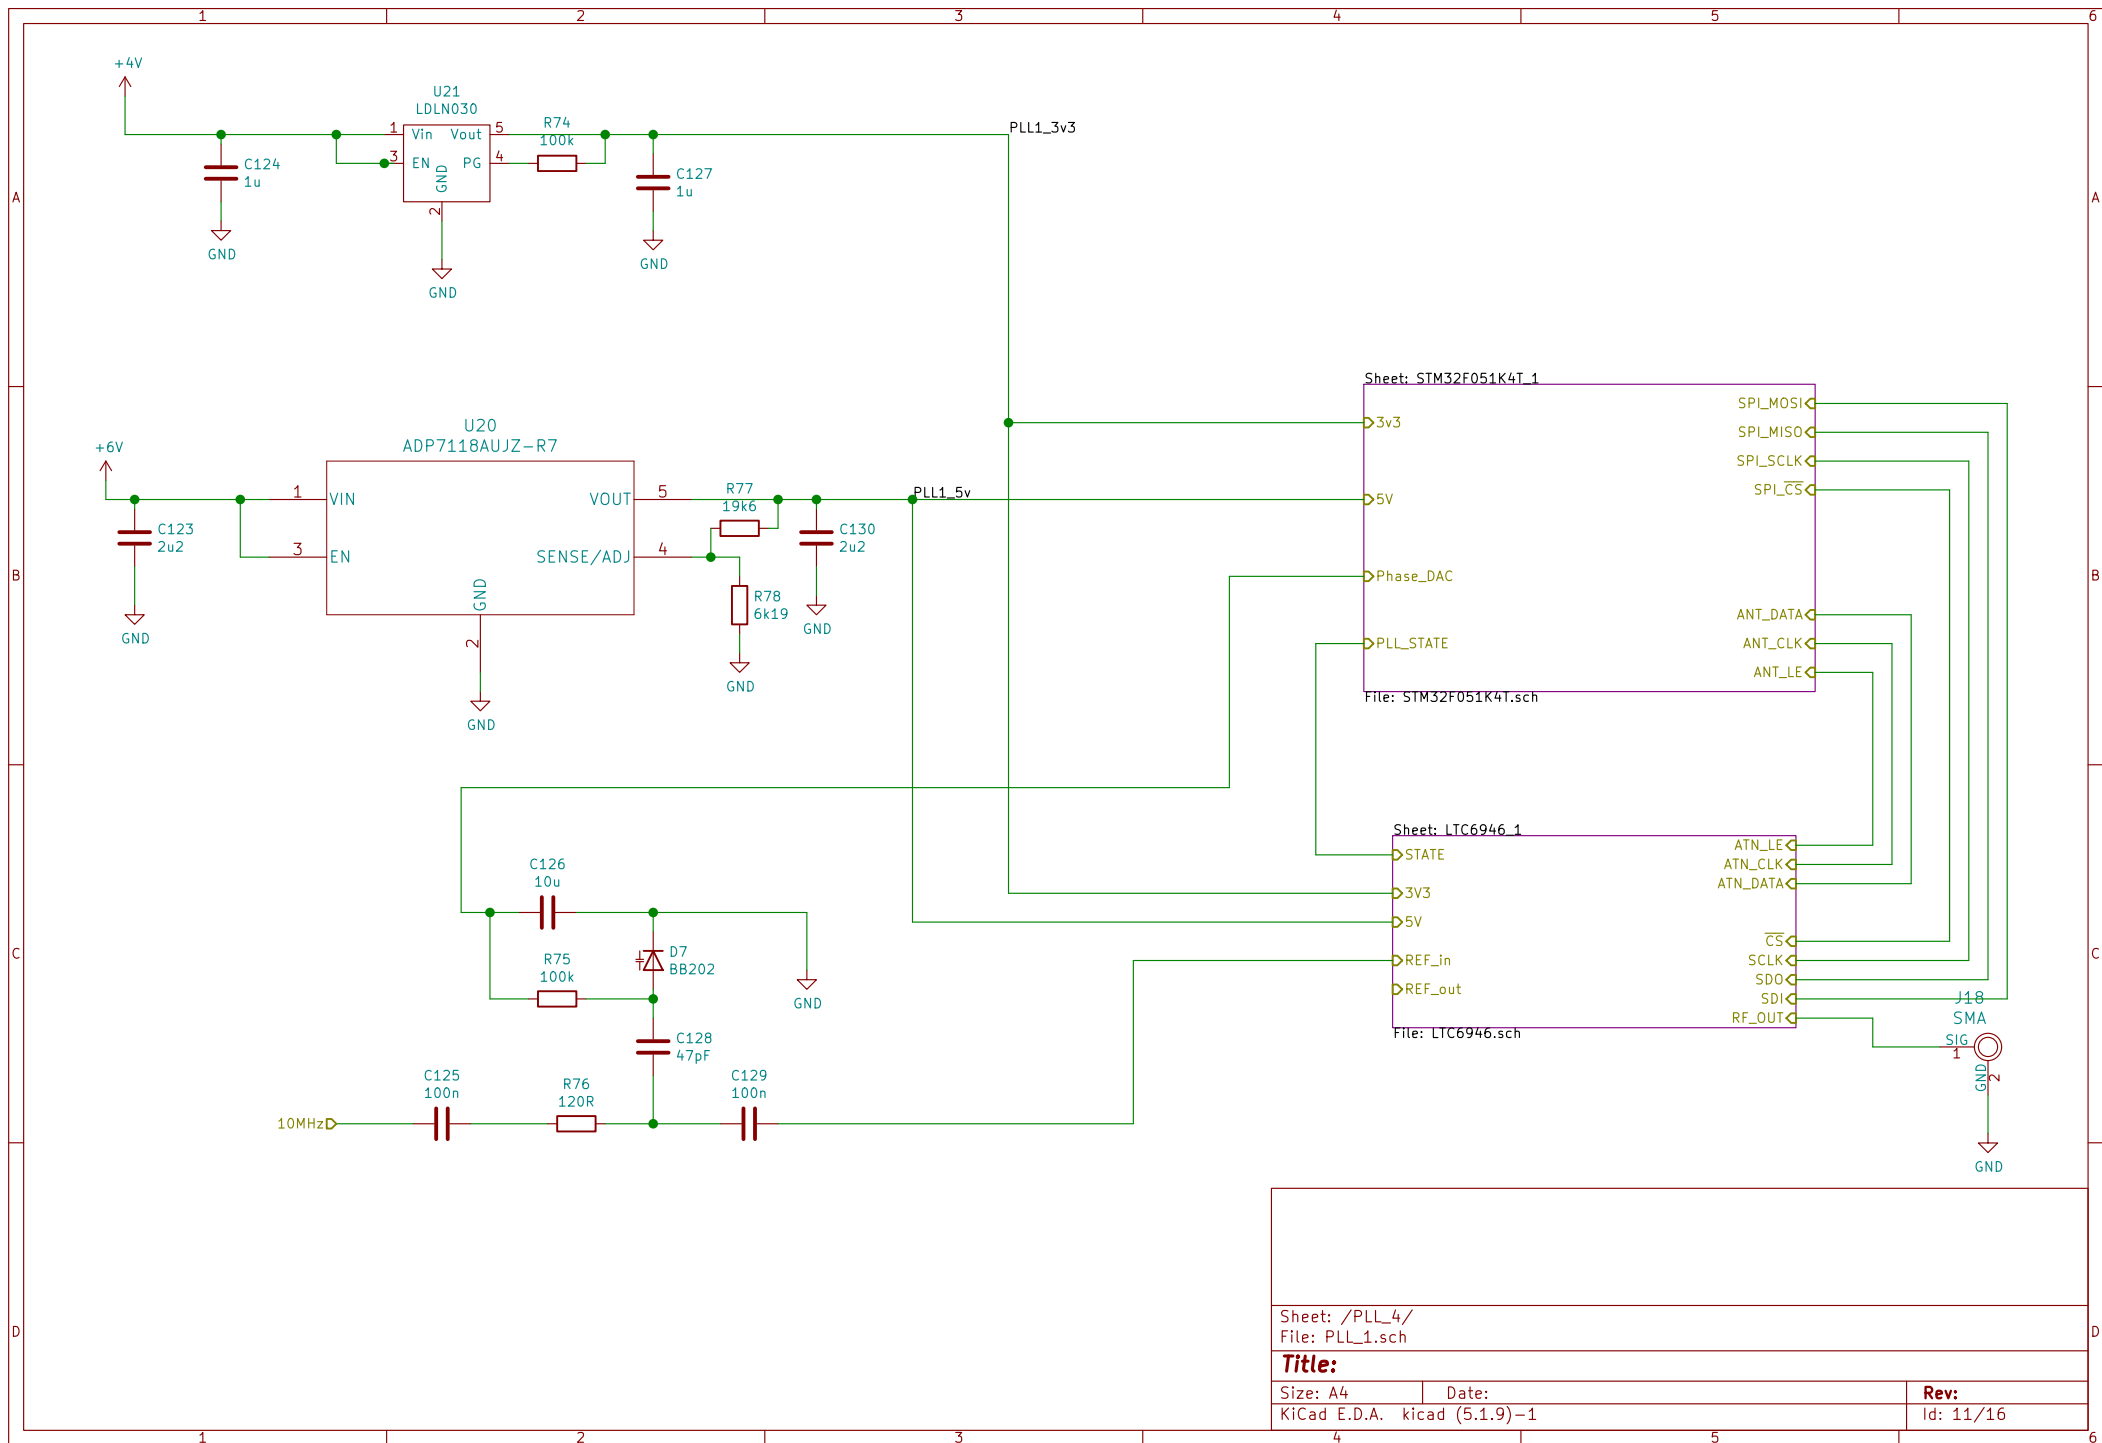 1 2 3 4 5 6
A
A
B
B
C
C
D
D
+4V
U21
LDLN030
1 Vin Vout 5
3 EN PG 4
GND
2
GND
R74
100k
C124
1u
GND
C127
1u
GND
PLL1_3v3
+6V
U20
ADP7118AUJZ-R7
1 VIN VOUT 5
3 EN SENSE/ADJ 4
GND
2
GND
C123
2u2
GND
R77
19k6
R78
6k19
GND
C130
2u2
GND
PLL1_5v
Sheet: STM32F051K4T_1
3v3
5V
Phase_DAC
PLL_STATE
SPI_MOSI
SPI_MISO
SPI_SCLK
SPI_CS
ANT_DATA
ANT_CLK
ANT_LE
File: STM32F051K4T.sch
Sheet: LTC6946_1
STATE
3V3
5V
REF_in
REF_out
ATN_LE
ATN_CLK
ATN_DATA
CS
SCLK
SDO
SDI
RF_OUT
File: LTC6946.sch
J18
SMA
SIG
1
GND
2
GND
C126
10u
R75
100k
D7
BB202
GND
C128
47pF
C125
100n
R76
120R
C129
100n
10MHz
Sheet: /PLL_4/
File: PLL_1.sch
Title:
Size: A4 Date: Rev:
KiCad E.D.A. kicad (5.1.9)-1 Id: 11/16
1 2 3 4 5 6